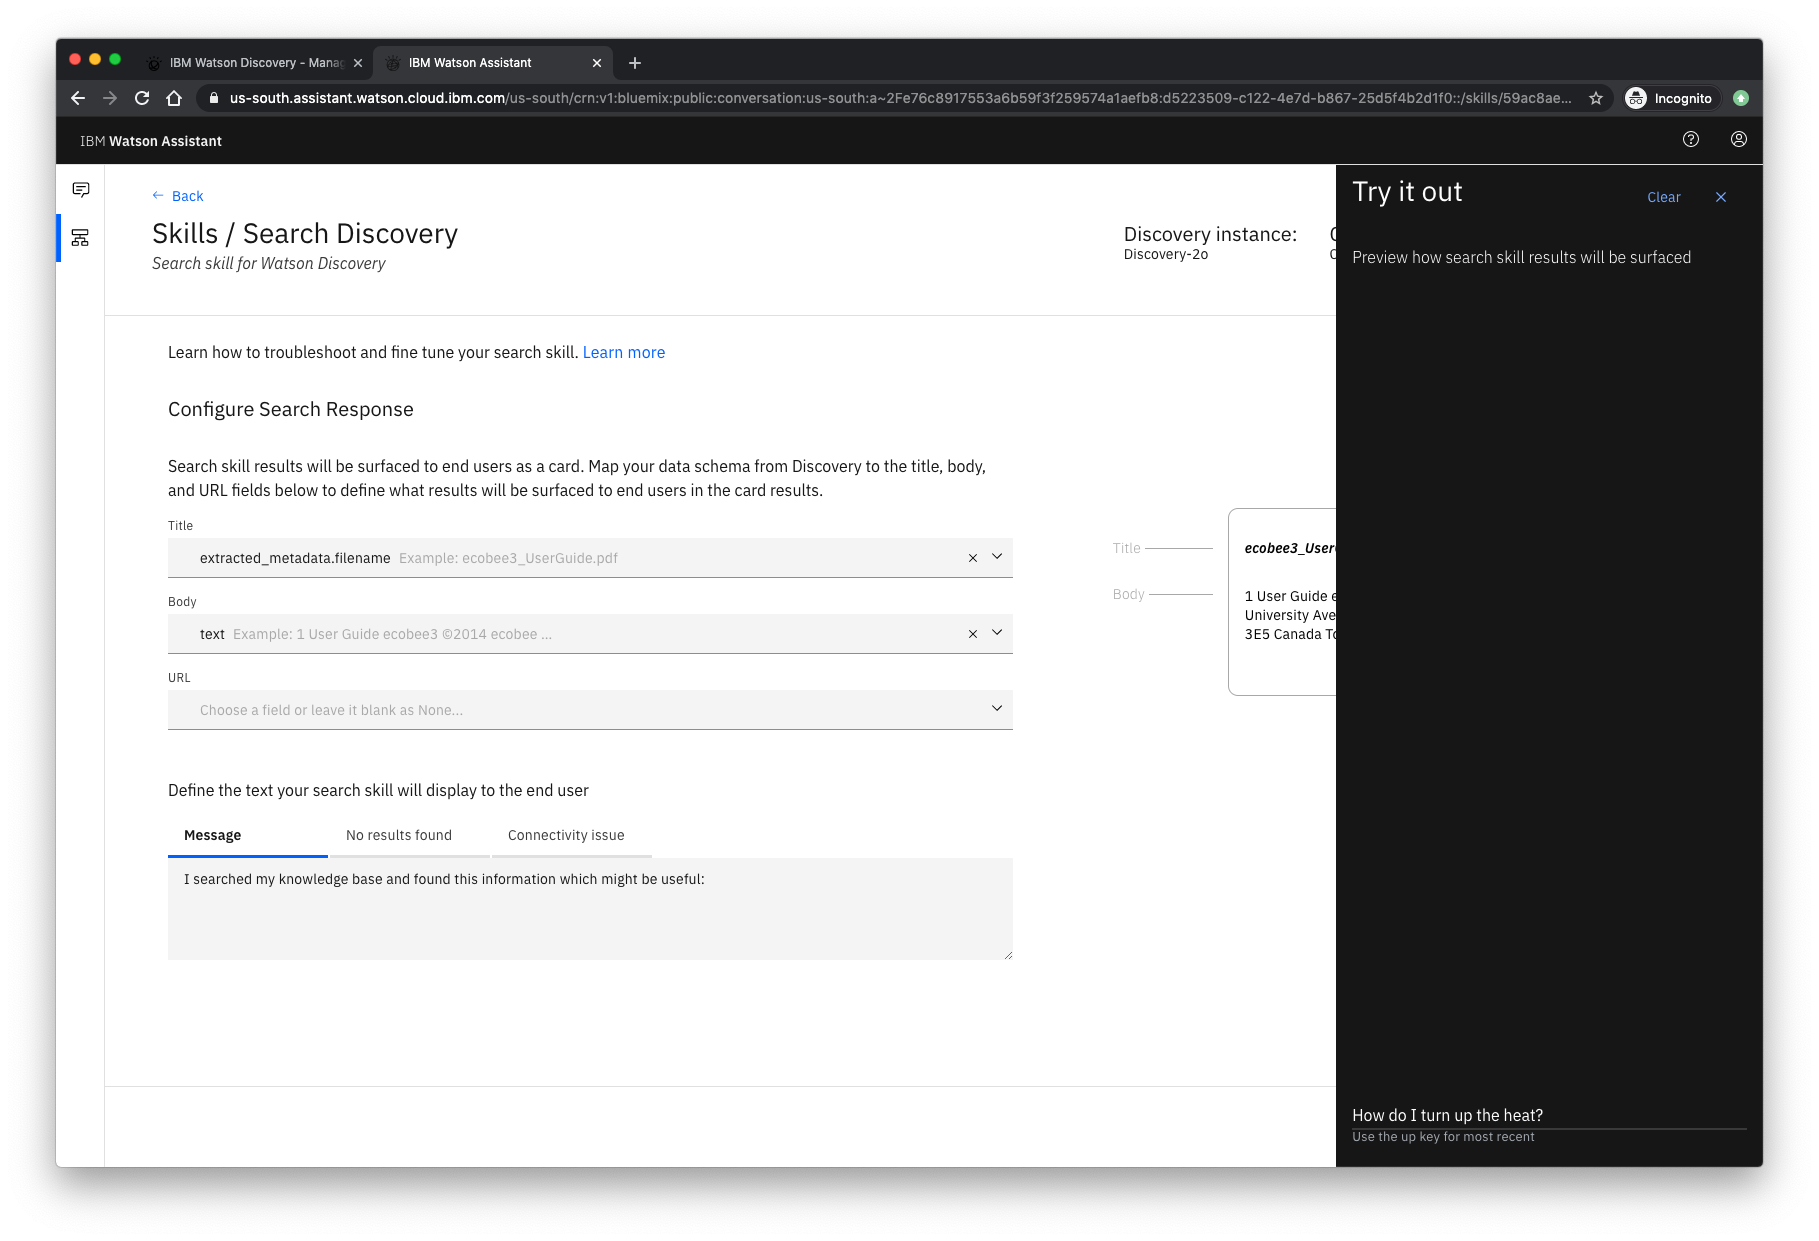 IBM Watson Discovery - Manag
IBM Watson Assistant
us-south.assistant.watson.cloud.ibm.com/us-south/crn:v1:bluemix:public:conversation:us-south:a~2Fe76c8917553a6b59f3f259574a1aefb8:d5223509-c122-4e7d-b867-25d5f4b2d1f0::/skills/59ac8ae...
Incognito
IBM Watson Assistant
Back
Skills / Search Discovery
Search skill for Watson Discovery
Discovery instance:
Discovery-2o
Learn how to troubleshoot and fine tune your search skill. Learn more
Configure Search Response
Search skill results will be surfaced to end users as a card. Map your data schema from Discovery to the title, body,
and URL fields below to define what results will be surfaced to end users in the card results.
Title
extracted_metadata.filename Example: ecobee3_UserGuide.pdf
Body
text Example: 1 User Guide ecobee3 ©2014 ecobee ...
URL
Choose a field or leave it blank as None...
Title
ecobee3_User
Body
1 User Guide e
University Ave
3E5 Canada To
Define the text your search skill will display to the end user
Message
No results found
Connectivity issue
I searched my knowledge base and found this information which might be useful:
Try it out
Clear
Preview how search skill results will be surfaced
How do I turn up the heat?
Use the up key for most recent